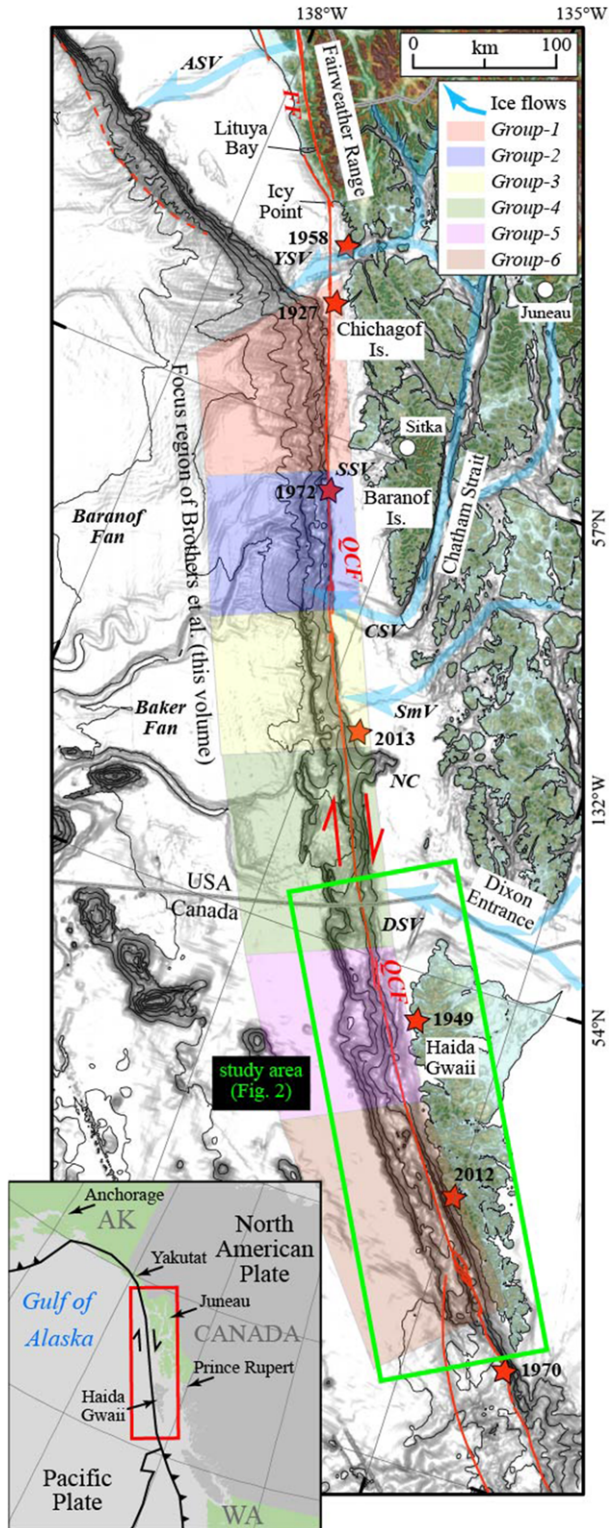 138°W
135°W
0 100
km
Ice flows
Group-1
Group-2
Group-3
Group-4
Group-5
Group-6
ASV
FF
Fairweather Range
Lituya
Bay
Icy
Point
1958
YSV
1927
Chichagof
Is.
Juneau
Sitka
SSV
1972
Baranof
Is.
Chatham Strait
57°N
Focus region of Brothers et al. (this volume)
Baranof
Fan
QCF
CSV
Baker
Fan
SmV
2013
NC
132°W
USA
Canada
Dixon
Entrance
DSV
QCF
1949
Haida
Gwaii
54°N
study area
(Fig. 2)
2012
1970
Anchorage
AK
Yakutat
North
American
Plate
Gulf of
Alaska
Juneau
CANADA
Prince Rupert
Haida
Gwaii
Pacific
Plate
WA